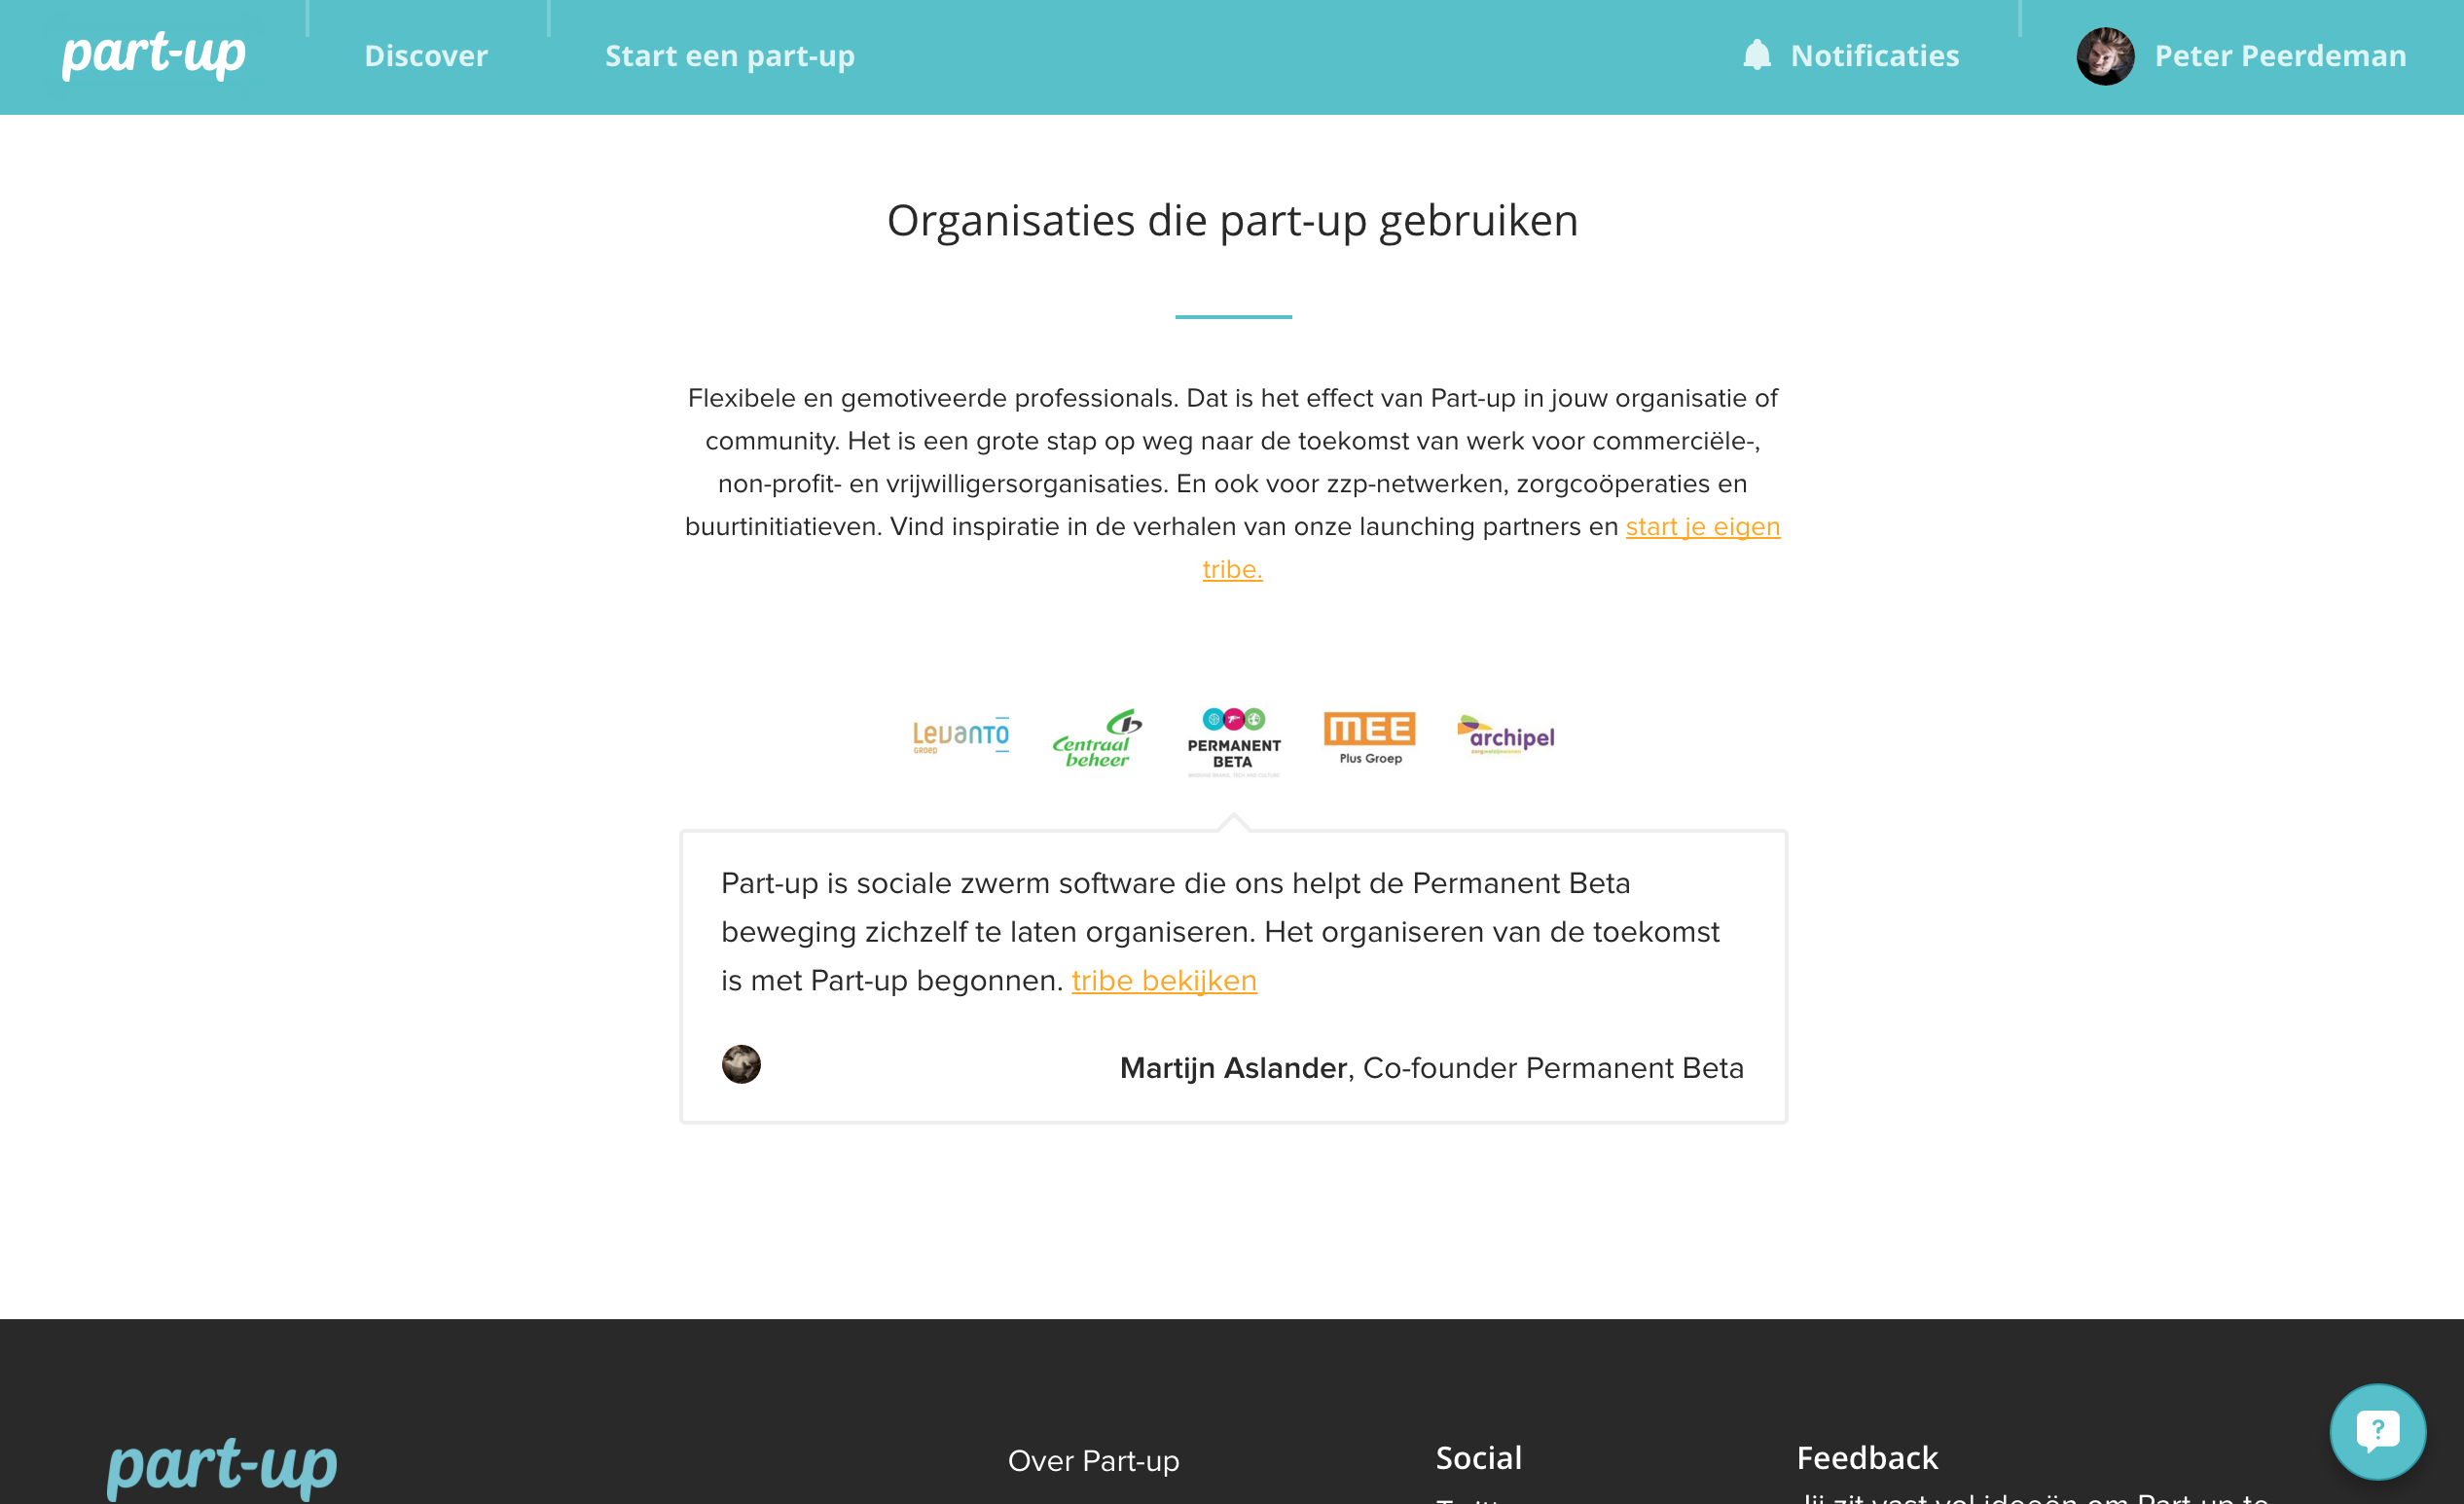 part-up
Discover
Start een part-up
Notificaties
Peter Peerdeman
Organisaties die part-up gebruiken
Flexibele en gemotiveerde professionals. Dat is het effect van Part-up in jouw organisatie of
community. Het is een grote stap op weg naar de toekomst van werk voor commerciële-,
non-profit- en vrijwilligersorganisaties. En ook voor zzp-netwerken, zorgcoöperaties en
buurtinitiatieven. Vind inspiratie in de verhalen van onze launching partners en start je eigen
tribe.
Levanto
GROEP
Centraal
beheer
PERMANENT
BETA
MEE
Plus Groep
archipel
Part-up is sociale zwerm software die ons helpt de Permanent Beta
beweging zichzelf te laten organiseren. Het organiseren van de toekomst
is met Part-up begonnen. tribe bekijken
Martijn Aslander, Co-founder Permanent Beta
part-up
Over Part-up
Social
Feedback
?